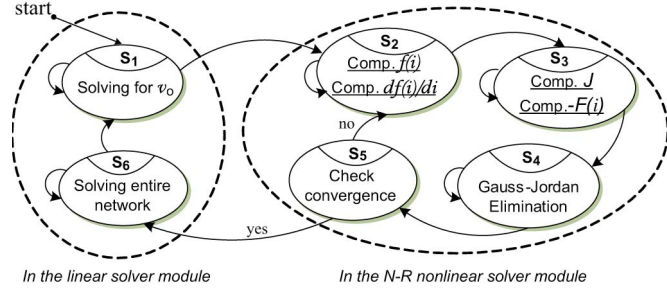 start
S1
Solving for vo
S2
Comp. f(i)
Comp. df(i)/di
S3
Comp. J
Comp.-F(i)
no
S6
Solving entire
network
S5
Check
convergence
S4
Gauss-Jordan
Elimination
yes
In the linear solver module
In the N-R nonlinear solver module